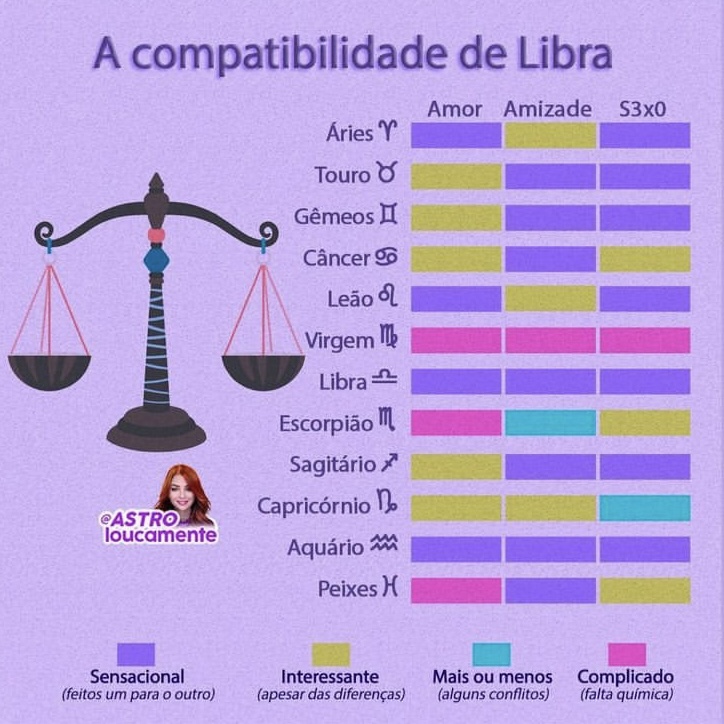 A compatibilidade de Libra
Amor Amizade S3x0
Áries ♈
Touro ♉
Gêmeos ♊
Câncer ♋
Leão ♌
Virgem ♍
Libra ♎
Escorpião ♏
Sagitário ♐
Capricórnio ♑
Aquário ♒
Peixes ♓
@ASTRO
loucamente
Sensacional Interessante Mais ou menos Complicado
(feitos um para o outro) (apesar das diferenças) (alguns conflitos) (falta química)